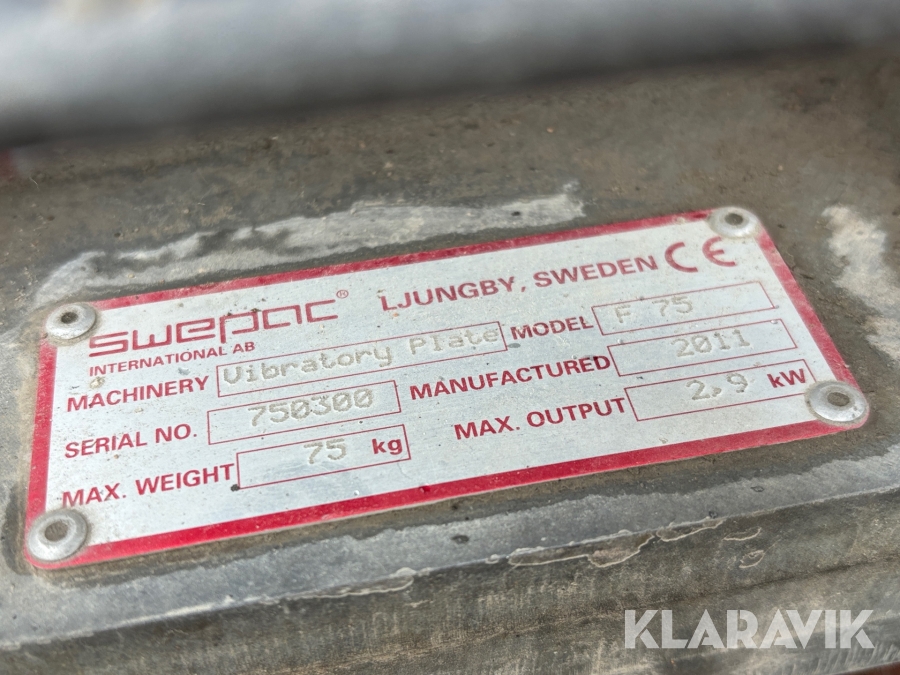 swepac® LJUNGBY, SWEDEN CE
INTERNATIONAL AB
MACHINERY Vibratory Plate MODEL F 75
SERIAL NO. 750300 MANUFACTURED 2011
MAX. WEIGHT 75 kg MAX. OUTPUT 2,9 kW
KLARAVIK